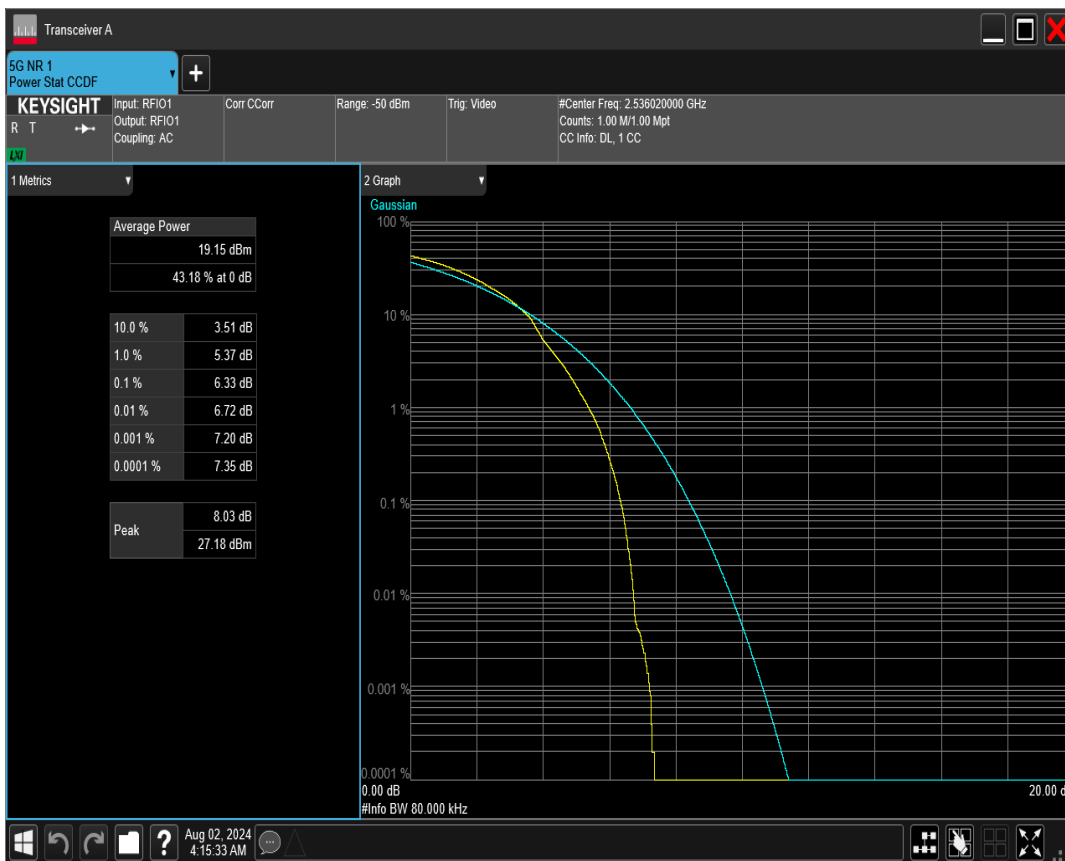 Transceiver A
5G NR 1
Power Stat CCDF
KEYSIGHT
R T
LXI
Input: RFIO1
Output: RFIO1
Coupling: AC
Corr CCorr
Range: -50 dBm
Trig: Video
#Center Freq: 2.536020000 GHz
Counts: 1.00 M/1.00 Mpt
CC Info: DL, 1 CC
1 Metrics
Average Power
19.15 dBm
43.18 % at 0 dB
10.0 % 3.51 dB
1.0 % 5.37 dB
0.1 % 6.33 dB
0.01 % 6.72 dB
0.001 % 7.20 dB
0.0001 % 7.35 dB
Peak
8.03 dB
27.18 dBm
2 Graph
Gaussian
100 %
10 %
1 %
0.1 %
0.01 %
0.001 %
0.0001 %
0.00 dB
20.00 d
#Info BW 80.000 kHz
Aug 02, 2024
4:15:33 AM